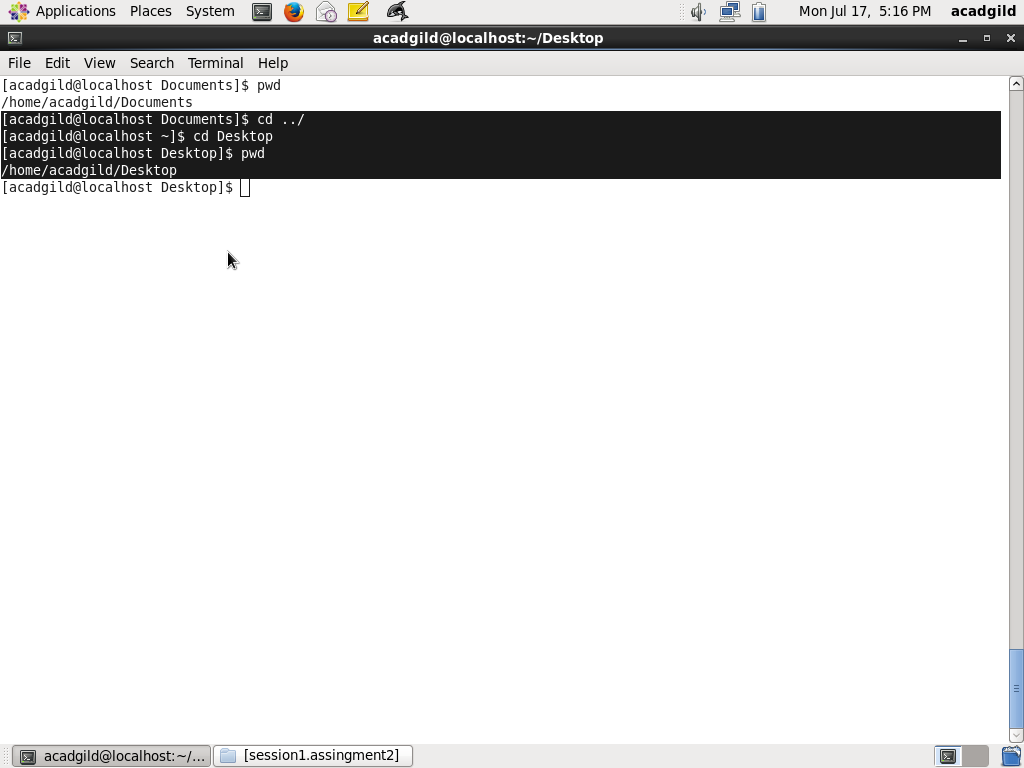 Applications Places System Mon Jul 17, 5:16 PM acadgild
acadgild@localhost:~/Desktop
File Edit View Search Terminal Help
[acadgild@localhost Documents]$ pwd
/home/acadgild/Documents
[acadgild@localhost Documents]$ cd ../
[acadgild@localhost ~]$ cd Desktop
[acadgild@localhost Desktop]$ pwd
/home/acadgild/Desktop
[acadgild@localhost Desktop]$
acadgild@localhost:~/... [session1.assingment2]